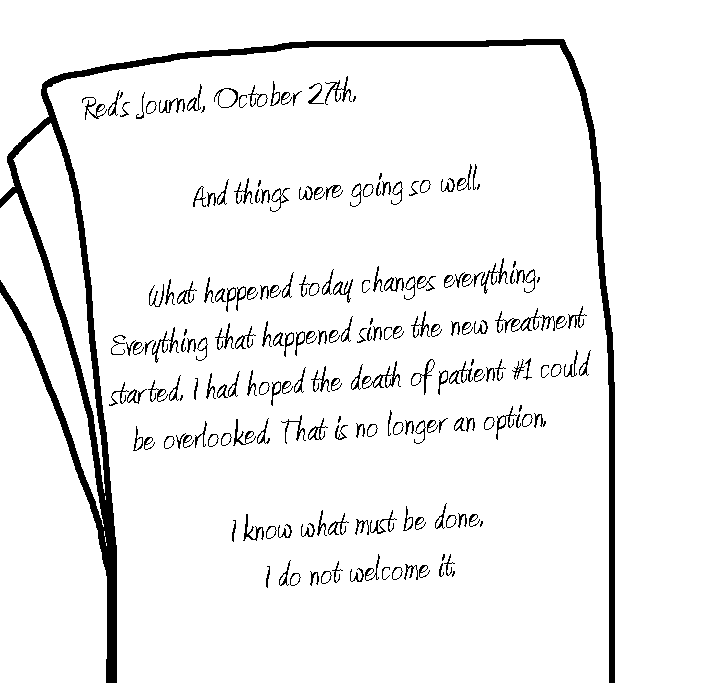 Red's Journal, October 27th.
And things were going so well.
What happened today changes everything.
Everything that happened since the new treatment
started. I had hoped the death of patient #1 could
be overlooked. That is no longer an option.
I know what must be done.
I do not welcome it.